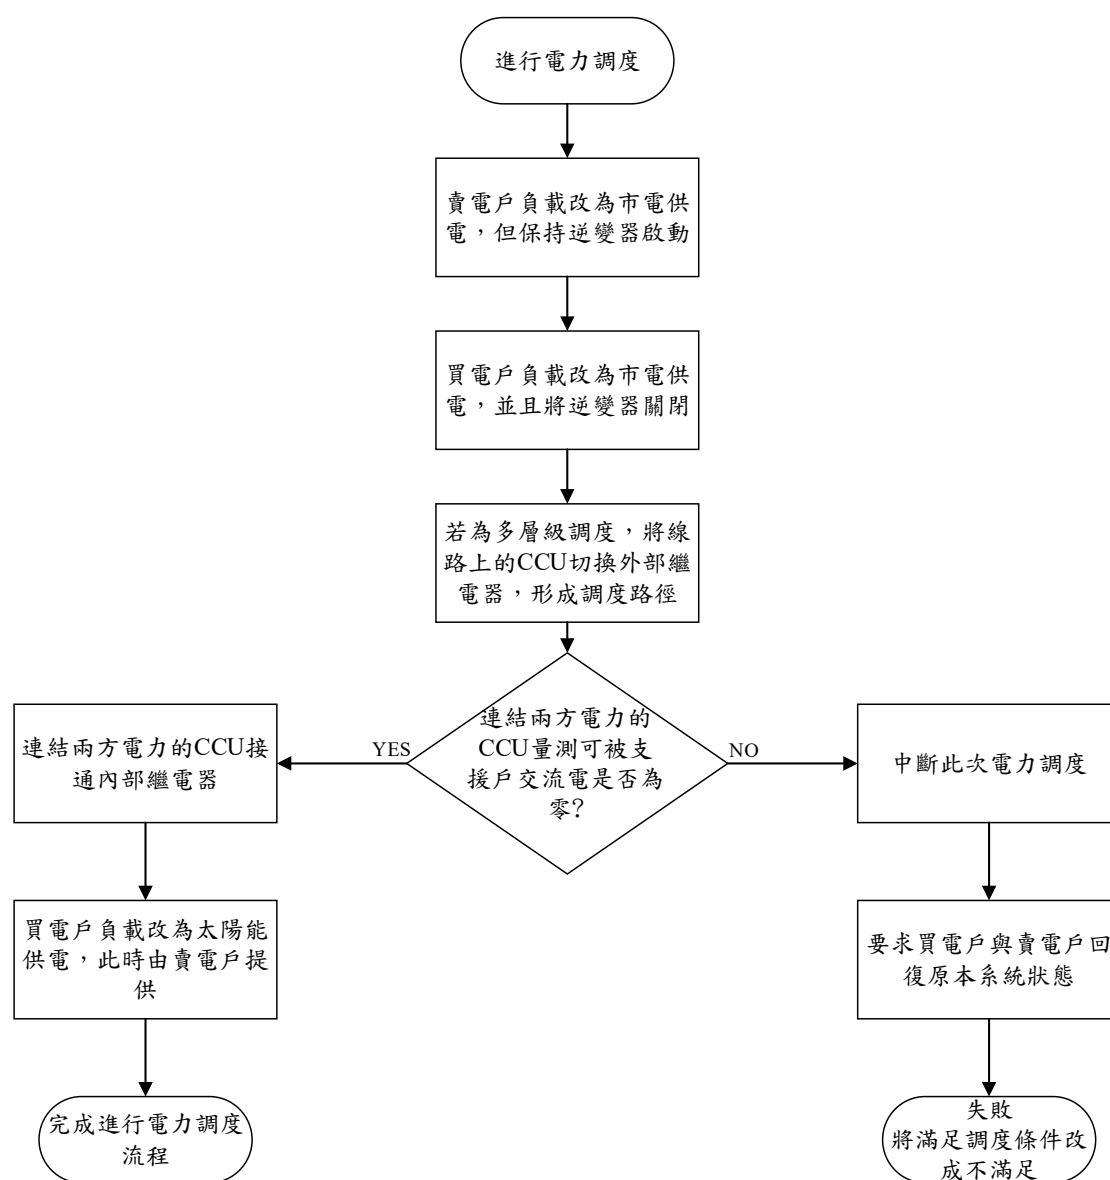 進行電力調度
賣電戶負載改為市電供
電，但保持逆變器啟動
買電戶負載改為市電供
電，並且將逆變器關閉
若為多層級調度，將線
路上的CCU切換外部繼
電器，形成調度路徑
連結兩方電力的
CCU量測可被支
援戶交流電是否為
零?
YES
NO
連結兩方電力的CCU接
通內部繼電器
中斷此次電力調度
買電戶負載改為太陽能
供電，此時由賣電戶提
供
要求買電戶與賣電戶回
復原本系統狀態
完成進行電力調度
流程
失敗
將滿足調度條件改
成不滿足